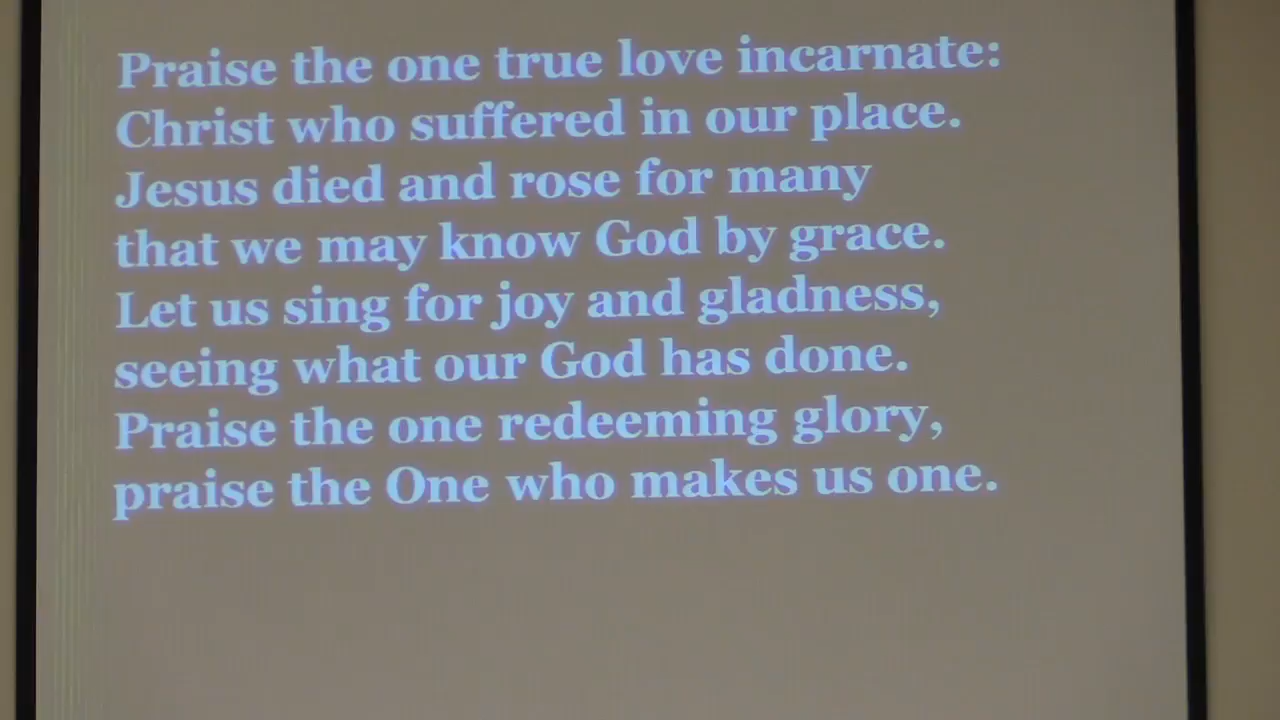 Praise the one true love incarnate:
Christ who suffered in our place.
Jesus died and rose for many
that we may know God by grace.
Let us sing for joy and gladness,
seeing what our God has done.
Praise the one redeeming glory,
praise the One who makes us one.